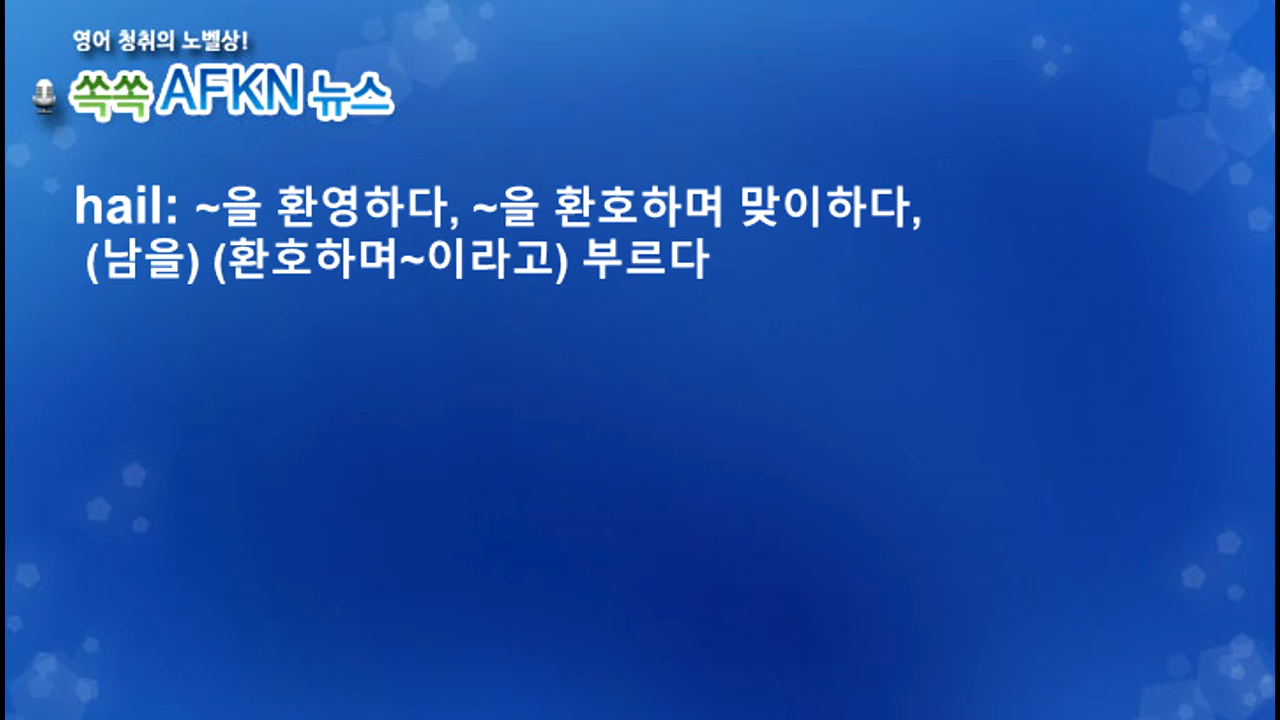 영어 청취의 노벨상!
쏙쏙 AFKN 뉴스
hail: ~을 환영하다, ~을 환호하며 맞이하다,
(남을) (환호하며~이라고) 부르다